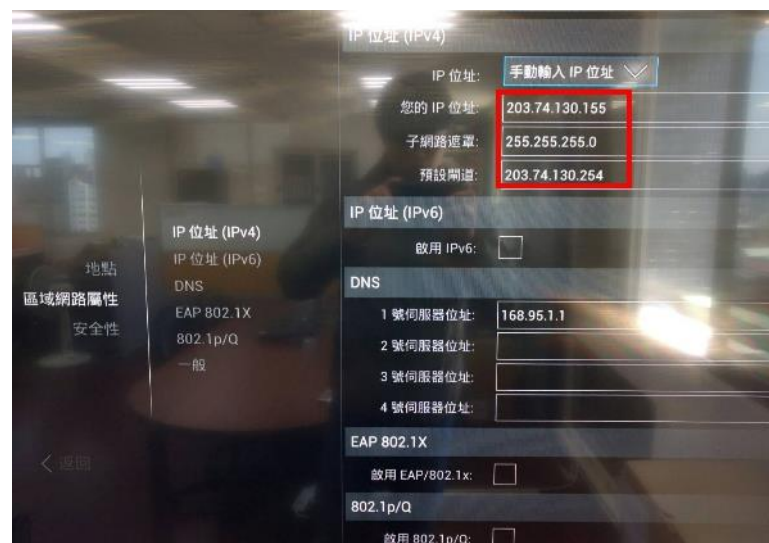 IP 位址 (IPv4)
IP 位址: 手動輸入 IP 位址
您的 IP 位址: 203.74.130.155
子網路遮罩: 255.255.255.0
預設閘道: 203.74.130.254
IP 位址 (IPv6)
啟用 IPv6:
DNS
1 號伺服器位址: 168.95.1.1
2 號伺服器位址:
3 號伺服器位址:
4 號伺服器位址:
EAP 802.1X
啟用 EAP/802.1x:
802.1p/Q
啟用 802.1p/Q:
IP 位址 (IPv4)
IP 位址 (IPv6)
DNS
EAP 802.1X
802.1p/Q
一般
地點
區域網路屬性
安全性
返回